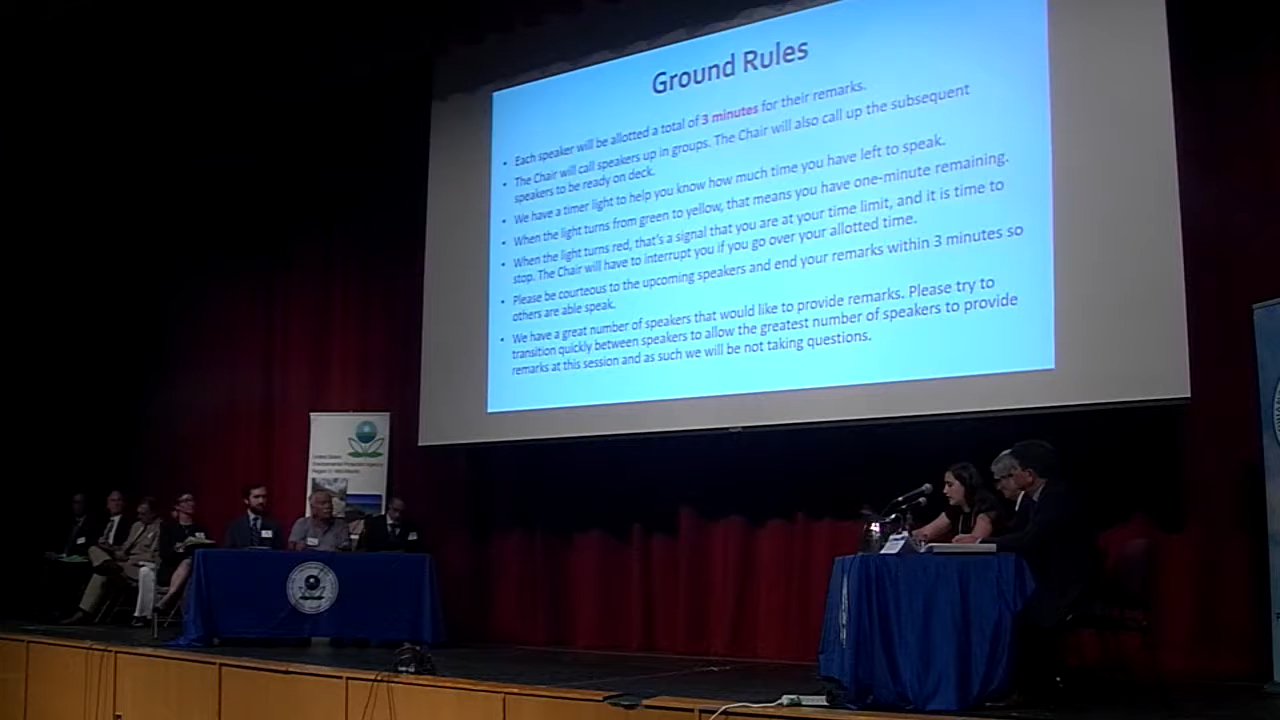 Ground Rules
• Each speaker will be allotted a total of 3 minutes for their remarks.
• The Chair will call speakers up in groups. The Chair will also call up the subsequent
speakers to be ready on deck.
• We have a timer light to help you know how much time you have left to speak.
• When the light turns from green to yellow, that means you have one-minute remaining.
• When the light turns red, that's a signal that you are at your time limit, and it is time to
stop. The Chair will have to interrupt you if you go over your allotted time.
• Please be courteous to the upcoming speakers and end your remarks within 3 minutes so
others are able speak.
• We have a great number of speakers that would like to provide remarks. Please try to
transition quickly between speakers to allow the greatest number of speakers to provide
remarks at this session and as such we will be not taking questions.
United States
Environmental Protection Agency